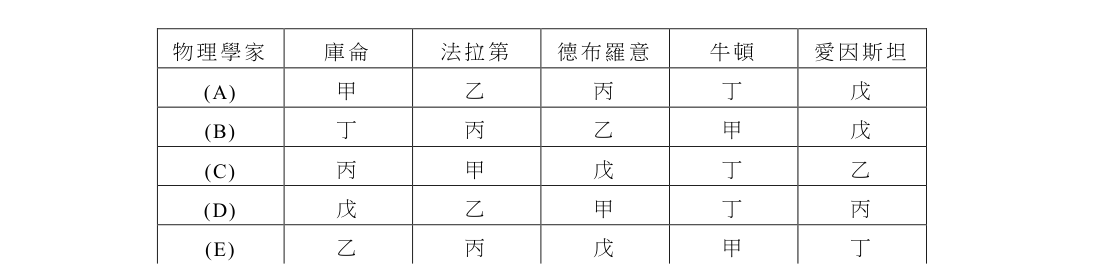 物理學家 庫侖 法拉第 德布羅意 牛頓 愛因斯坦
(A) 甲 乙 丙 丁 戊
(B) 丁 丙 乙 甲 戊
(C) 丙 甲 戊 丁 乙
(D) 戊 乙 甲 丁 丙
(E) 乙 丙 戊 甲 丁